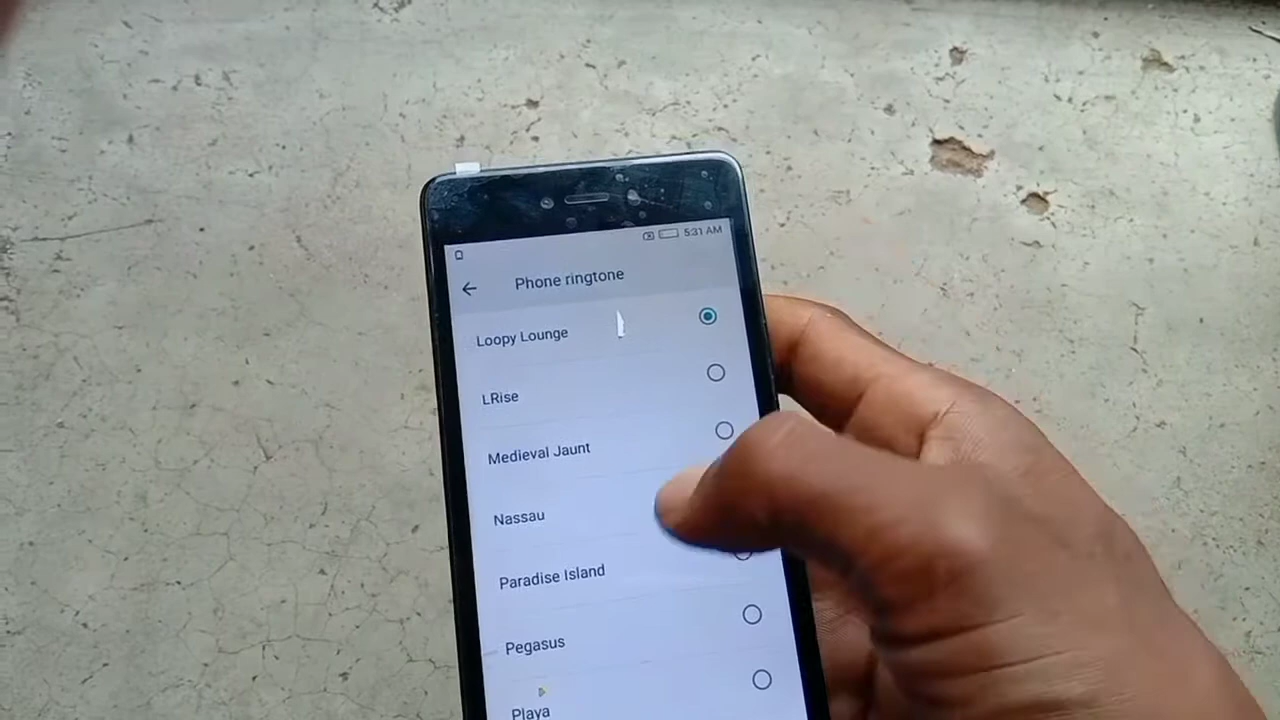 5:31 AM
Phone ringtone
Loopy Lounge
LRise
Medieval Jaunt
Nassau
Paradise Island
Pegasus
Playa